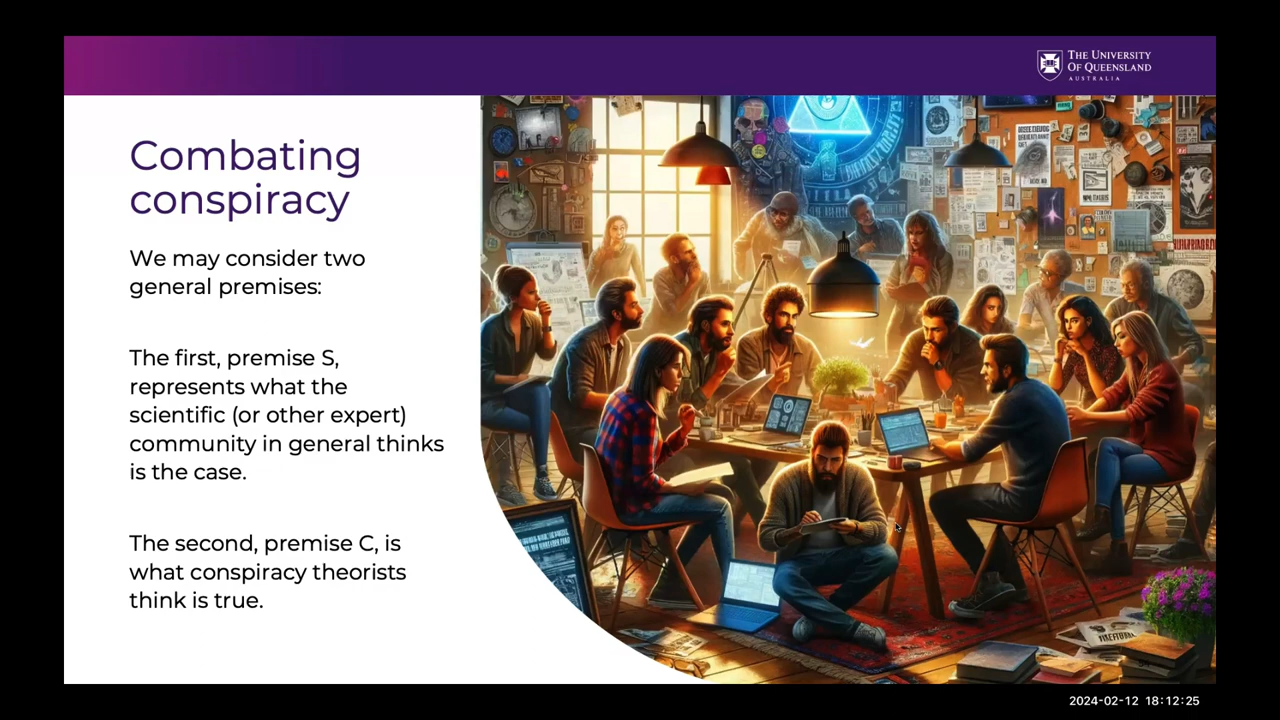 THE UNIVERSITY
OF QUEENSLAND
AUSTRALIA
Combating
conspiracy
We may consider two
general premises:
The first, premise S,
represents what the
scientific (or other expert)
community in general thinks
is the case.
The second, premise C, is
what conspiracy theorists
think is true.
2024-02-12 18:12:25